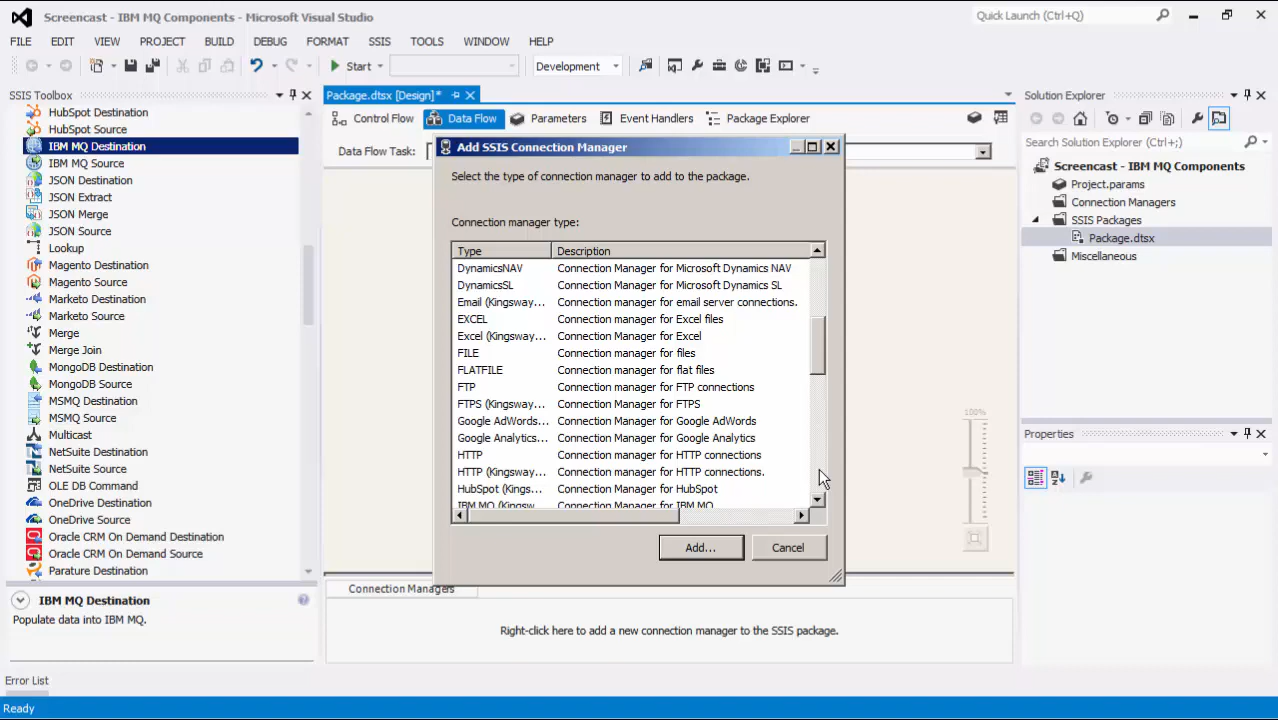 Screencast - IBM MQ Components - Microsoft Visual Studio
Quick Launch (Ctrl+Q)
FILE EDIT VIEW PROJECT BUILD DEBUG FORMAT SSIS TOOLS WINDOW HELP
Start
Development
SSIS Toolbox
HubSpot Destination
HubSpot Source
IBM MQ Destination
IBM MQ Source
JSON Destination
JSON Extract
JSON Merge
JSON Source
Lookup
Magento Destination
Magento Source
Marketo Destination
Marketo Source
Merge
Merge Join
MongoDB Destination
MongoDB Source
MSMQ Destination
MSMQ Source
Multicast
NetSuite Destination
NetSuite Source
OLE DB Command
OneDrive Destination
OneDrive Source
Oracle CRM On Demand Destination
Oracle CRM On Demand Source
Parature Destination
IBM MQ Destination
Populate data into IBM MQ.
Package.dtsx [Design]*
Control Flow
Data Flow
Parameters
Event Handlers
Package Explorer
Data Flow Task:
Add SSIS Connection Manager
Select the type of connection manager to add to the package.
Connection manager type:
Type Description
DynamicsNAV Connection Manager for Microsoft Dynamics NAV
DynamicsSL Connection Manager for Microsoft Dynamics SL
Email (Kingsway... Connection manager for email server connections.
EXCEL Connection manager for Excel files
Excel (Kingsway... Connection manager for Excel
FILE Connection manager for files
FLATFILE Connection manager for flat files
FTP Connection manager for FTP connections
FTPS (Kingsway... Connection manager for FTPS
Google AdWords... Connection Manager for Google AdWords
Google Analytics... Connection Manager for Google Analytics
HTTP Connection manager for HTTP connections
HTTP (Kingsway... Connection manager for HTTP connections.
HubSpot (Kings... Connection Manager for HubSpot
IBM MQ (Kingsw... Connection Manager for IBM MQ
Add...
Cancel
100%
Connection Managers
Right-click here to add a new connection manager to the SSIS package.
Solution Explorer
Search Solution Explorer (Ctrl+;)
Screencast - IBM MQ Components
Project.params
Connection Managers
SSIS Packages
Package.dtsx
Miscellaneous
Properties
Error List
Ready